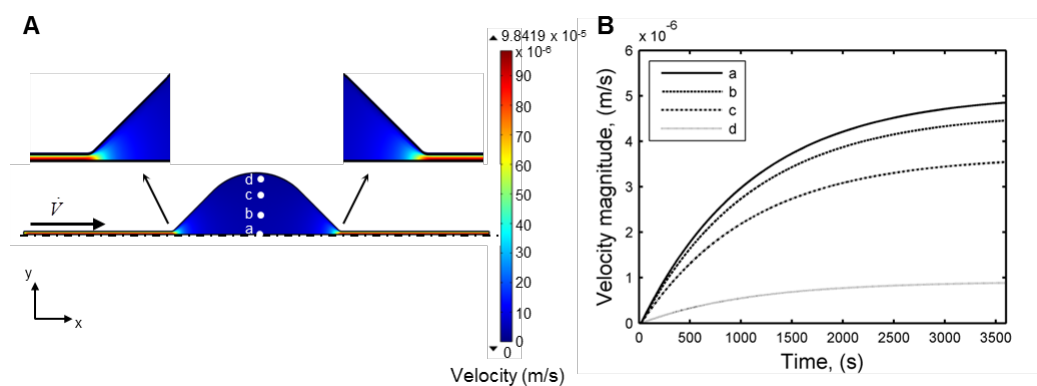 A
9.8419 x 10-5
x 10-6
90
80
70
60
50
40
30
20
10
0
0
V̇
d
c
b
a
y
x
Velocity (m/s)
B
x 10-6
6
5
4
3
2
1
0
a
b
c
d
Velocity magnitude, (m/s)
0 500 1000 1500 2000 2500 3000 3500
Time, (s)